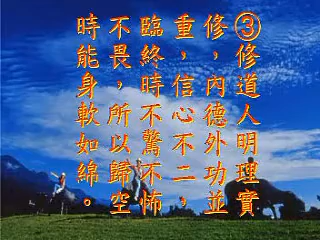 ③修道人明理實
修，內德外功並
重，信心不二，
臨終時不驚不怖
不畏，所以歸空
時能身軟如綿。